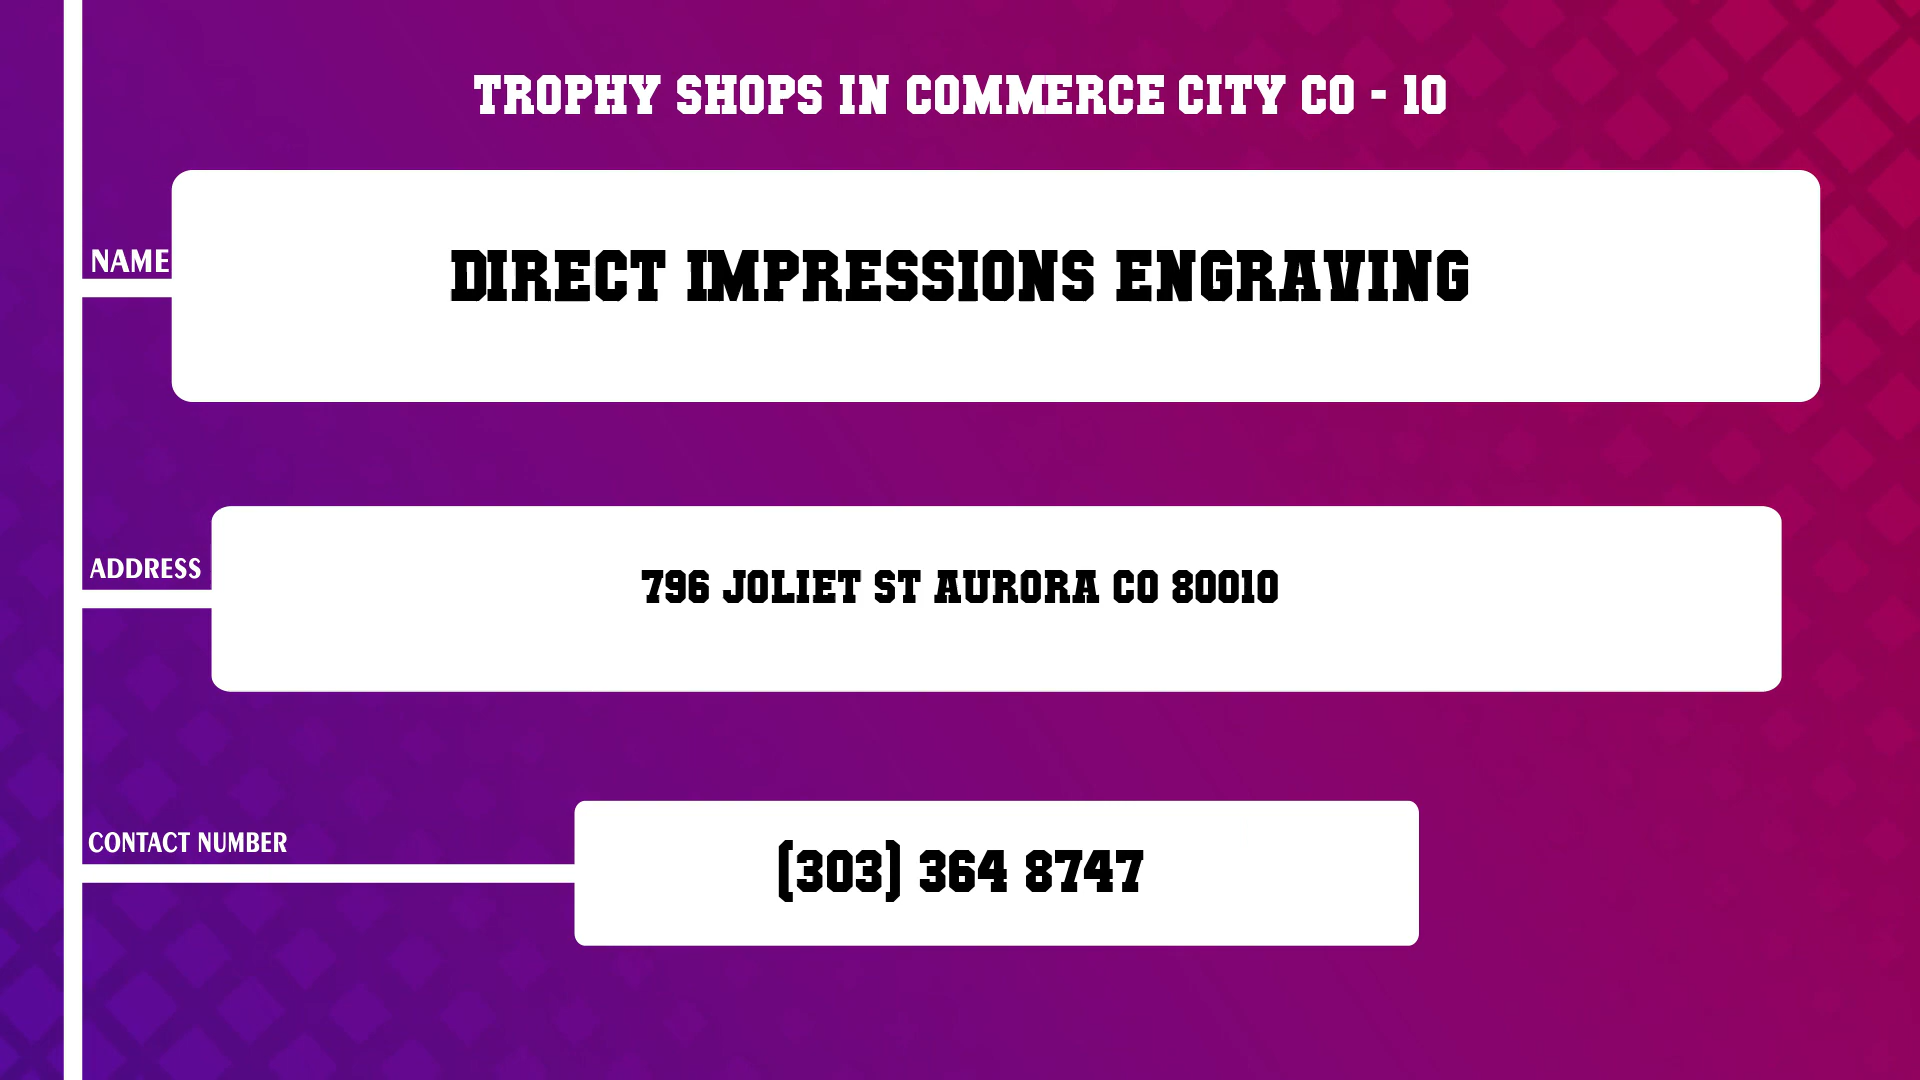 TROPHY SHOPS IN COMMERCE CITY CO - 10
NAME
DIRECT IMPRESSIONS ENGRAVING
ADDRESS
796 JOLIET ST AURORA CO 80010
CONTACT NUMBER
(303) 364 8747